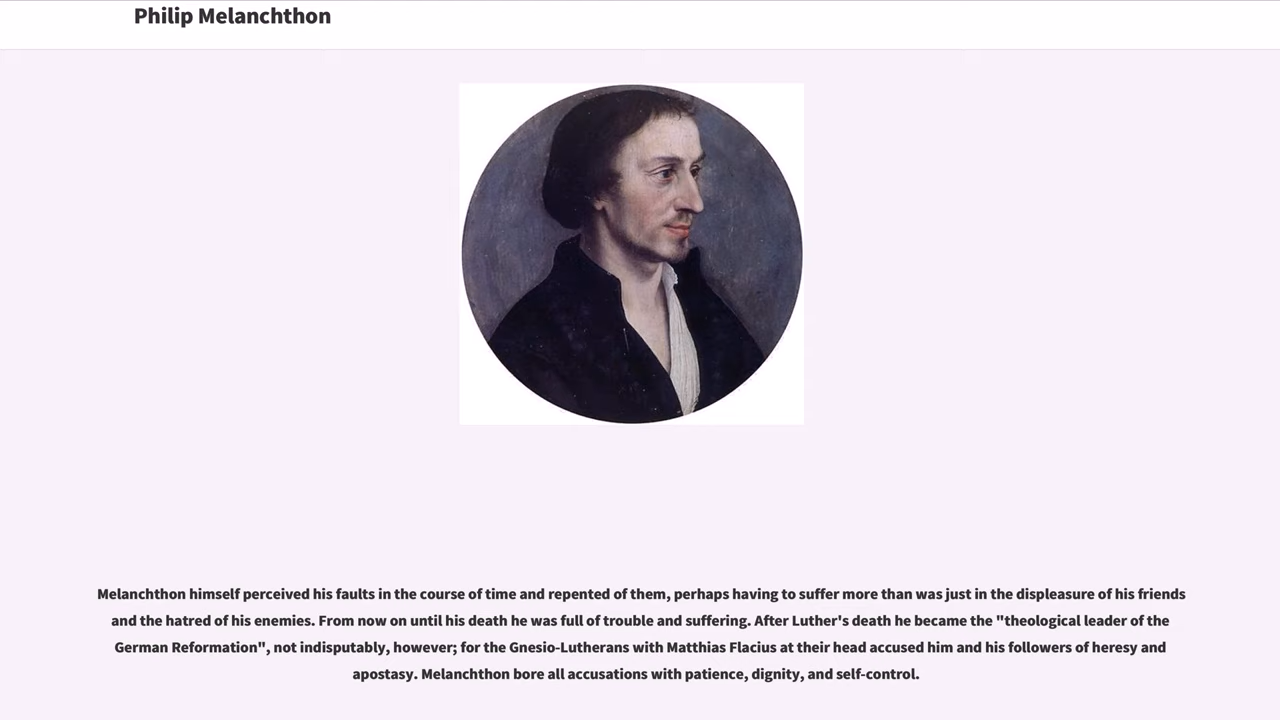 Philip Melanchthon
Melanchthon himself perceived his faults in the course of time and repented of them, perhaps having to suffer more than was just in the displeasure of his friends
and the hatred of his enemies. From now on until his death he was full of trouble and suffering. After Luther's death he became the "theological leader of the
German Reformation", not indisputably, however; for the Gnesio-Lutherans with Matthias Flacius at their head accused him and his followers of heresy and
apostasy. Melanchthon bore all accusations with patience, dignity, and self-control.